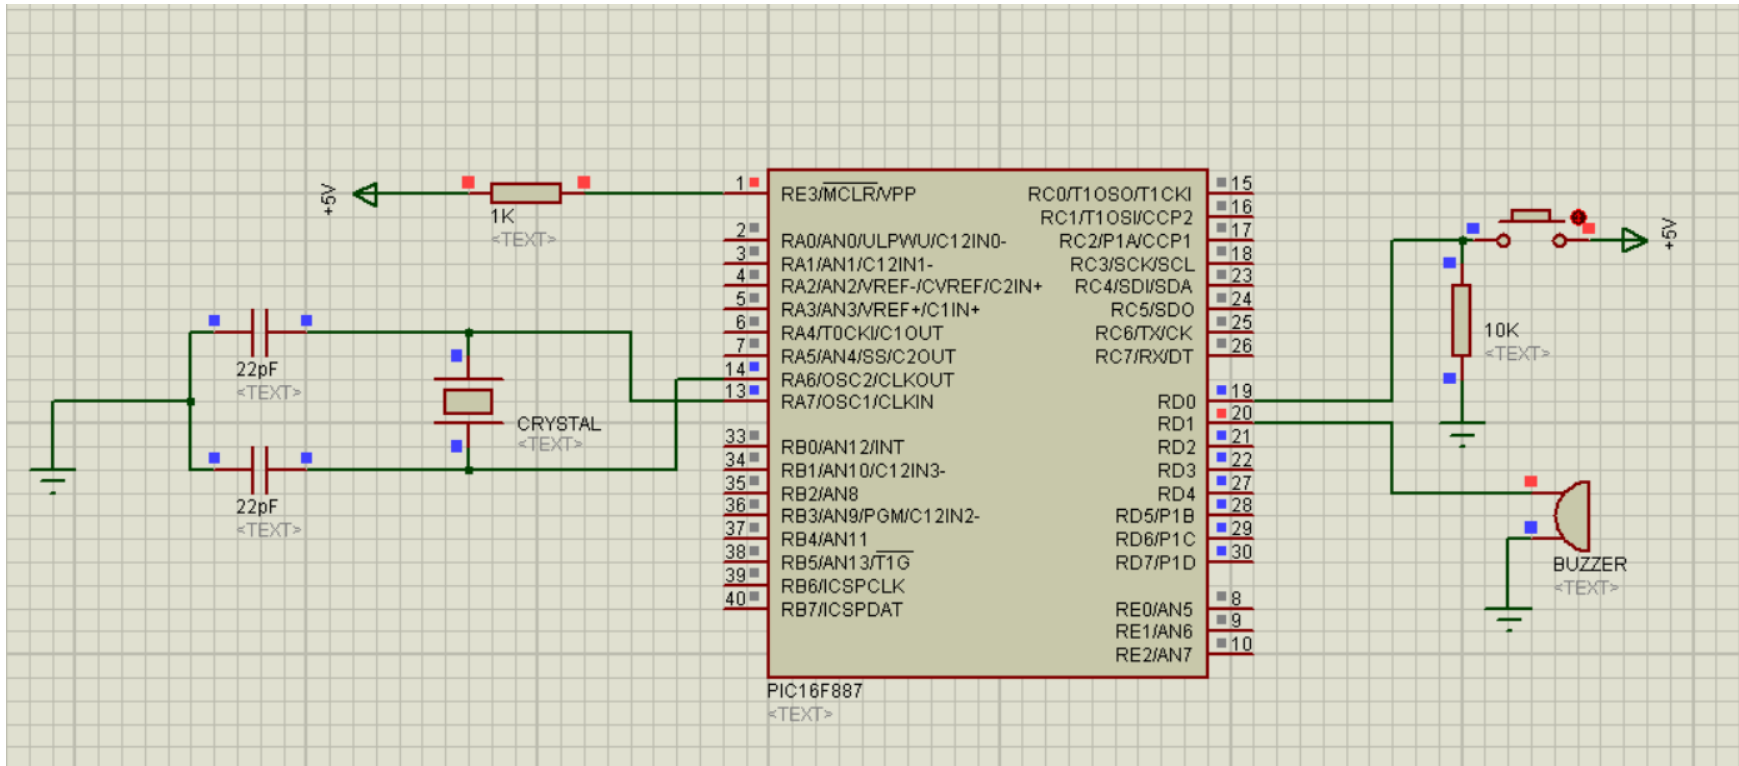 +5V
1K
<TEXT>
22pF
<TEXT>
CRYSTAL
<TEXT>
22pF
<TEXT>
1 RE3/MCLR/VPP
2 RA0/AN0/ULPWU/C12IN0-
3 RA1/AN1/C12IN1-
4 RA2/AN2/VREF-/CVREF/C2IN+
5 RA3/AN3/VREF+/C1IN+
6 RA4/T0CKI/C1OUT
7 RA5/AN4/SS/C2OUT
14 RA6/OSC2/CLKOUT
13 RA7/OSC1/CLKIN
33 RB0/AN12/INT
34 RB1/AN10/C12IN3-
35 RB2/AN8
36 RB3/AN9/PGM/C12IN2-
37 RB4/AN11
38 RB5/AN13/T1G
39 RB6/ICSPCLK
40 RB7/ICSPDAT
RC0/T1OSO/T1CKI 15
RC1/T1OSI/CCP2 16
RC2/P1A/CCP1 17
RC3/SCK/SCL 18
RC4/SDI/SDA 23
RC5/SDO 24
RC6/TX/CK 25
RC7/RX/DT 26
RD0 19
RD1 20
RD2 21
RD3 22
RD4 27
RD5/P1B 28
RD6/P1C 29
RD7/P1D 30
RE0/AN5 8
RE1/AN6 9
RE2/AN7 10
PIC16F887
<TEXT>
+5V
10K
<TEXT>
BUZZER
<TEXT>